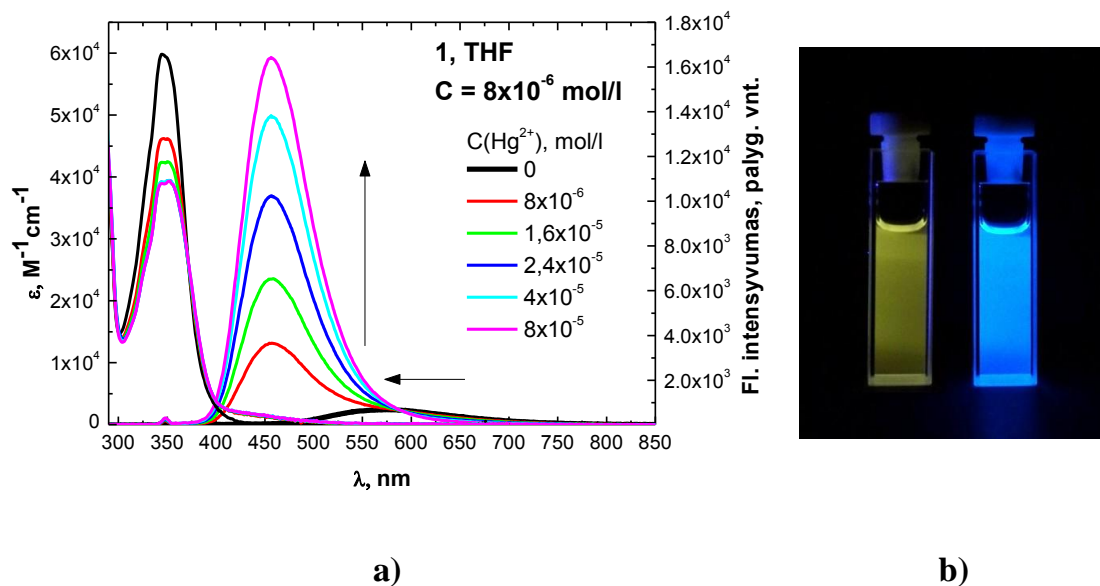 1, THF
C = 8x10⁻⁶ mol/l
C(Hg²⁺), mol/l
0
8x10⁻⁶
1,6x10⁻⁵
2,4x10⁻⁵
4x10⁻⁵
8x10⁻⁵
ε, M⁻¹cm⁻¹
6x10⁴
5x10⁴
4x10⁴
3x10⁴
2x10⁴
1x10⁴
0
1.8x10⁴
1.6x10⁴
1.4x10⁴
1.2x10⁴
1.0x10⁴
8.0x10³
6.0x10³
4.0x10³
2.0x10³
Fl. intensyvumas, palyg. vnt.
300 350 400 450 500 550 600 650 700 750 800 850
λ, nm
a) b)